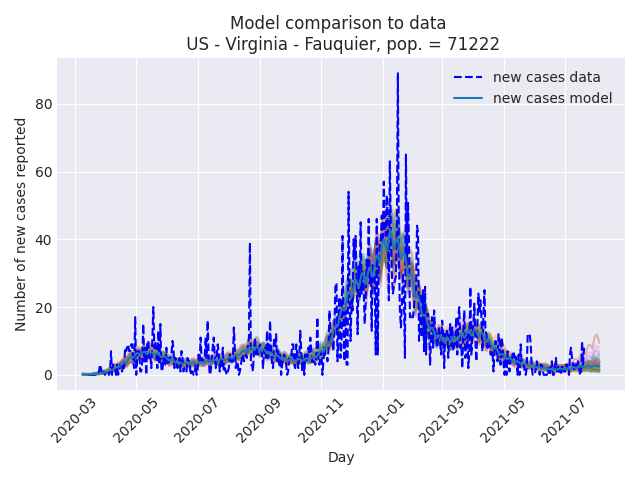 Model comparison to data
US - Virginia - Fauquier, pop. = 71222
new cases data
new cases model
Number of new cases reported
80
60
40
20
0
2020-03
2020-05
2020-07
2020-09
2020-11
2021-01
2021-03
2021-05
2021-07
Day